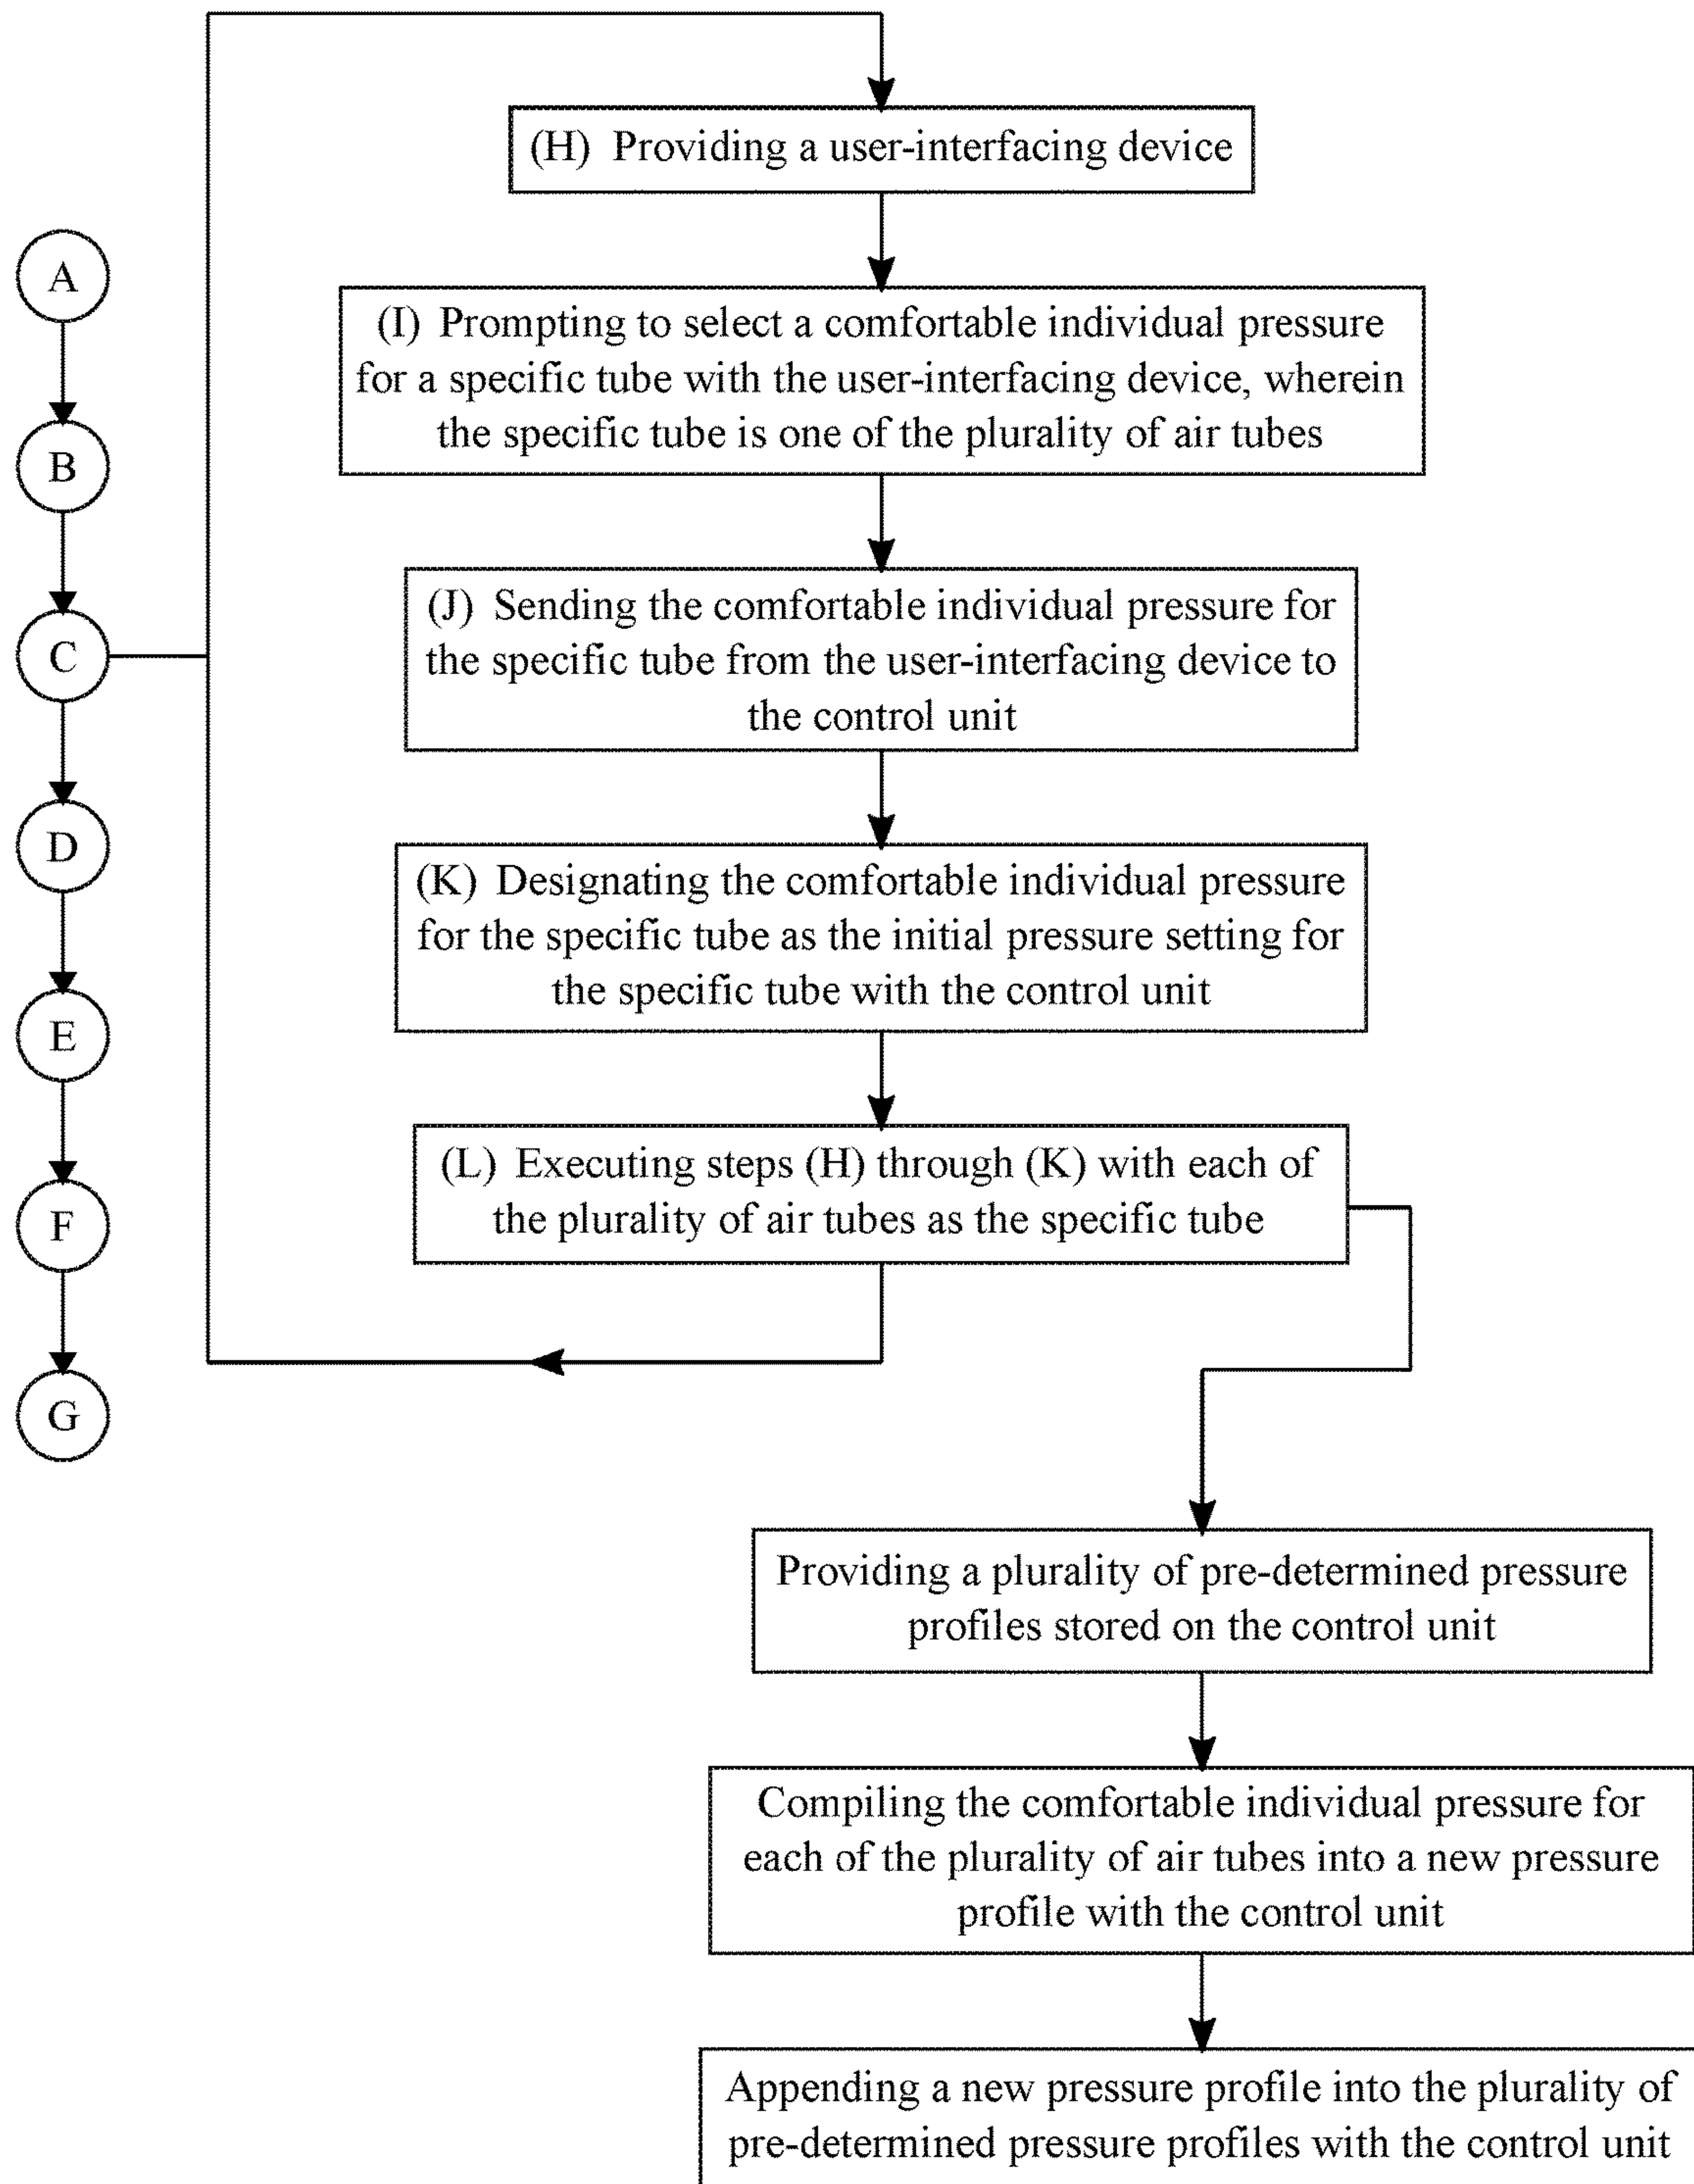 (H) Providing a user-interfacing device
A
(I) Prompting to select a comfortable individual pressure
for a specific tube with the user-interfacing device, wherein
the specific tube is one of the plurality of air tubes
B
(J) Sending the comfortable individual pressure for
the specific tube from the user-interfacing device to
the control unit
C
D
(K) Designating the comfortable individual pressure
for the specific tube as the initial pressure setting for
the specific tube with the control unit
E
(L) Executing steps (H) through (K) with each of
the plurality of air tubes as the specific tube
F
G
Providing a plurality of pre-determined pressure
profiles stored on the control unit
Compiling the comfortable individual pressure for
each of the plurality of air tubes into a new pressure
profile with the control unit
Appending a new pressure profile into the plurality of
pre-determined pressure profiles with the control unit